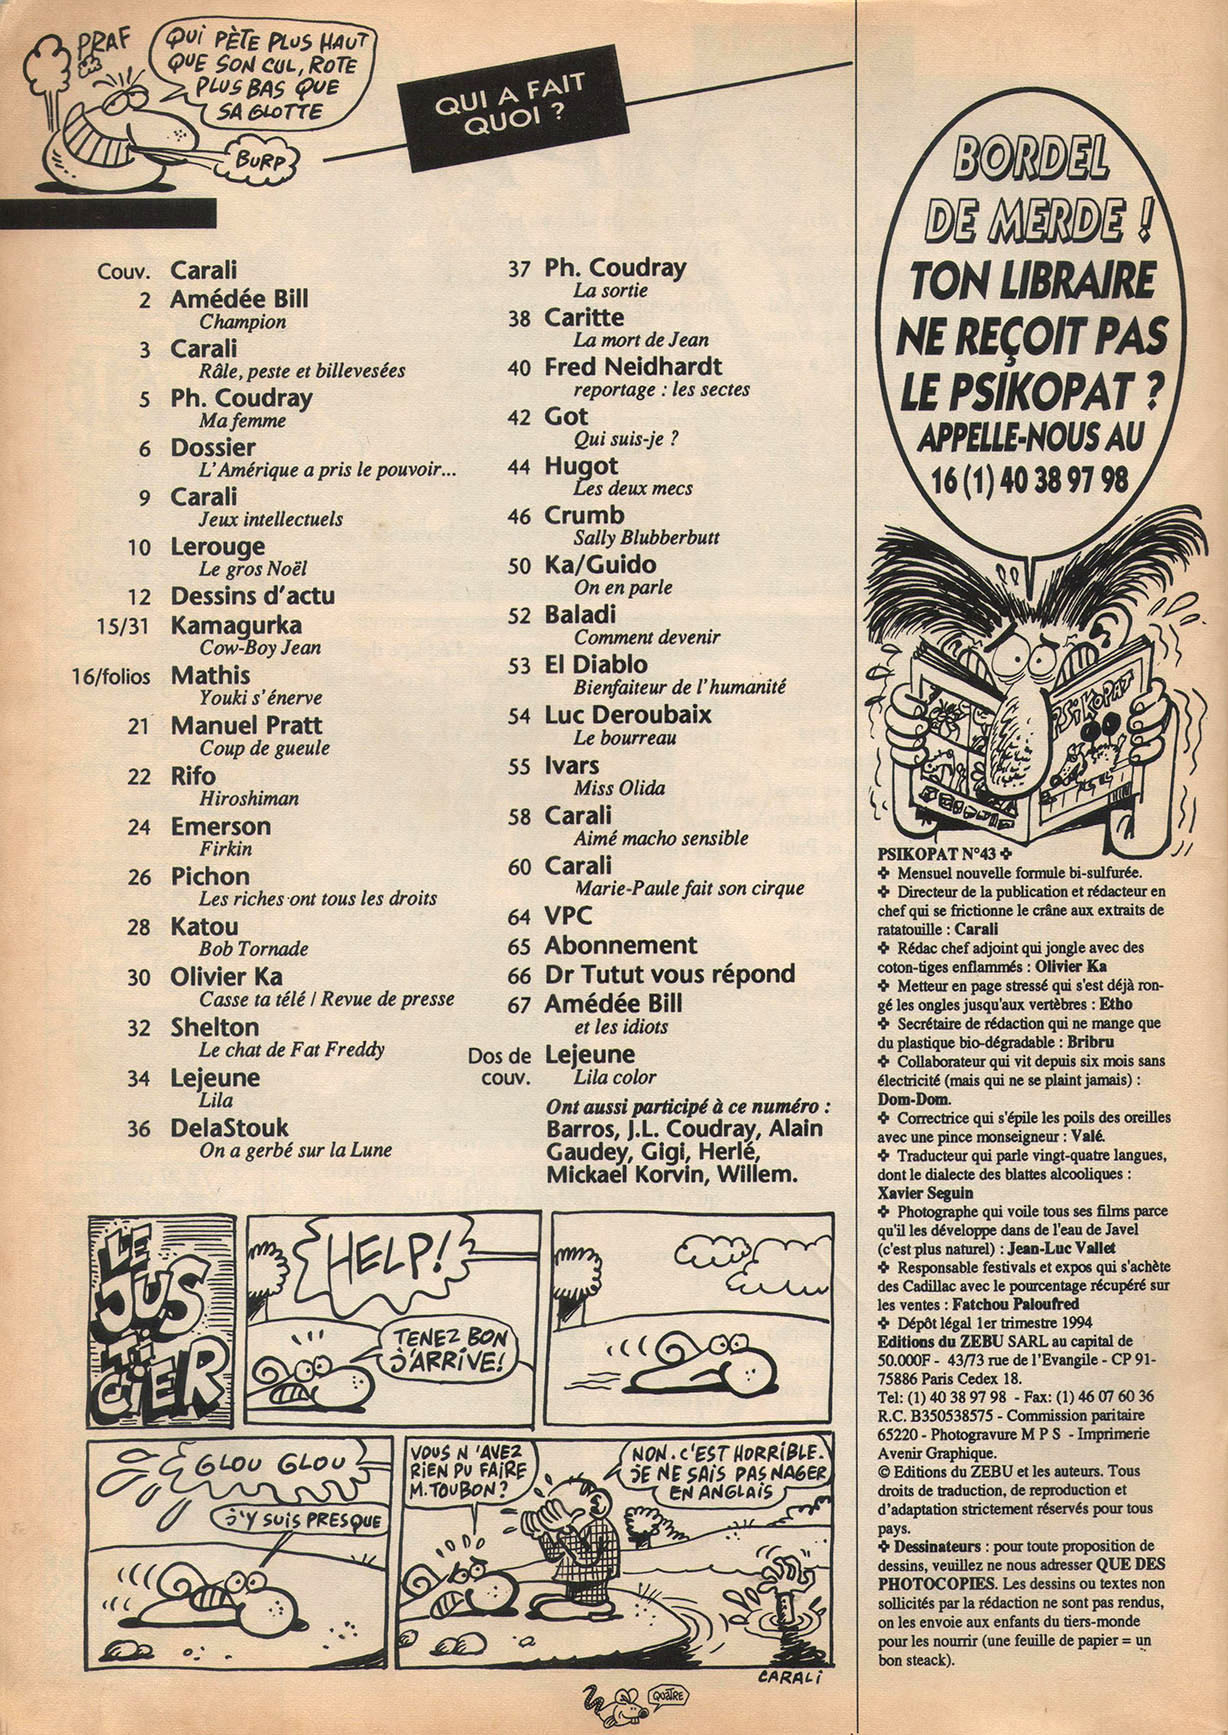 PRAF
QUI PÈTE PLUS HAUT
QUE SON CUL, ROTE
PLUS BAS QUE
SA GLOTTE
BURP
QUI A FAIT
QUOI ?
Couv. Carali
2 Amédée Bill
Champion
3 Carali
Râle, peste et billevesées
5 Ph. Coudray
Ma femme
6 Dossier
L'Amérique a pris le pouvoir...
9 Carali
Jeux intellectuels
10 Lerouge
Le gros Noël
12 Dessins d'actu
15/31 Kamagurka
Cow-Boy Jean
16/folios Mathis
Youki s'énerve
21 Manuel Pratt
Coup de gueule
22 Rifo
Hiroshiman
24 Emerson
Firkin
26 Pichon
Les riches ont tous les droits
28 Katou
Bob Tornade
30 Olivier Ka
Casse ta télé / Revue de presse
32 Shelton
Le chat de Fat Freddy
34 Lejeune
Lila
36 DelaStouk
On a gerbé sur la Lune
37 Ph. Coudray
La sortie
38 Caritte
La mort de Jean
40 Fred Neidhardt
reportage : les sectes
42 Got
Qui suis-je ?
44 Hugot
Les deux mecs
46 Crumb
Sally Blubberbutt
50 Ka/Guido
On en parle
52 Baladi
Comment devenir
53 El Diablo
Bienfaiteur de l'humanité
54 Luc Deroubaix
Le bourreau
55 Ivars
Miss Olida
58 Carali
Aimé macho sensible
60 Carali
Marie-Paule fait son cirque
64 VPC
65 Abonnement
66 Dr Tutut vous répond
67 Amédée Bill
et les idiots
Dos de Lejeune
couv. Lila color
Ont aussi participé à ce numéro :
Barros, J.L. Coudray, Alain
Gaudey, Gigi, Herlé,
Mickael Korvin, Willem.
LE
JUS
TI
CIER
HELP!
TENEZ BON
J'ARRIVE!
GLOU GLOU
J'Y SUIS PRESQUE
VOUS N'AVEZ
RIEN PU FAIRE
M. TOUBON?
NON. C'EST HORRIBLE.
JE NE SAIS PAS NAGER
EN ANGLAIS
CARALI
QUATRE
BORDEL
DE MERDE !
TON LIBRAIRE
NE REÇOIT PAS
LE PSIKOPAT ?
APPELLE-NOUS AU
16 (1) 40 38 97 98
PSIKOPAT
PSIKOPAT N°43 ✤
✤ Mensuel nouvelle formule bi-sulfurée.
✤ Directeur de la publication et rédacteur en
chef qui se frictionne le crâne aux extraits de
ratatouille : Carali
✤ Rédac chef adjoint qui jongle avec des
coton-tiges enflammés : Olivier Ka
✤ Metteur en page stressé qui s'est déjà ron-
gé les ongles jusqu'aux vertèbres : Etho
✤ Secrétaire de rédaction qui ne mange que
du plastique bio-dégradable : Bribru
✤ Collaborateur qui vit depuis six mois sans
électricité (mais qui ne se plaint jamais) :
Dom-Dom.
✤ Correctrice qui s'épile les poils des oreilles
avec une pince monseigneur : Valé.
✤ Traducteur qui parle vingt-quatre langues,
dont le dialecte des blattes alcooliques :
Xavier Seguin
✤ Photographe qui voile tous ses films parce
qu'il les développe dans de l'eau de Javel
(c'est plus naturel) : Jean-Luc Vallet
✤ Responsable festivals et expos qui s'achète
des Cadillac avec le pourcentage récupéré sur
les ventes : Fatchou Paloufred
✤ Dépôt légal 1er trimestre 1994
Editions du ZEBU SARL au capital de
50.000F - 43/73 rue de l'Evangile - CP 91-
75886 Paris Cedex 18.
Tel: (1) 40 38 97 98 - Fax: (1) 46 07 60 36
R.C. B350538575 - Commission paritaire
65220 - Photogravure M P S - Imprimerie
Avenir Graphique.
© Editions du ZEBU et les auteurs. Tous
droits de traduction, de reproduction et
d'adaptation strictement réservés pour tous
pays.
✤ Dessinateurs : pour toute proposition de
dessins, veuillez ne nous adresser QUE DES
PHOTOCOPIES. Les dessins ou textes non
sollicités par la rédaction ne sont pas rendus,
on les envoie aux enfants du tiers-monde
pour les nourrir (une feuille de papier = un
bon steack).